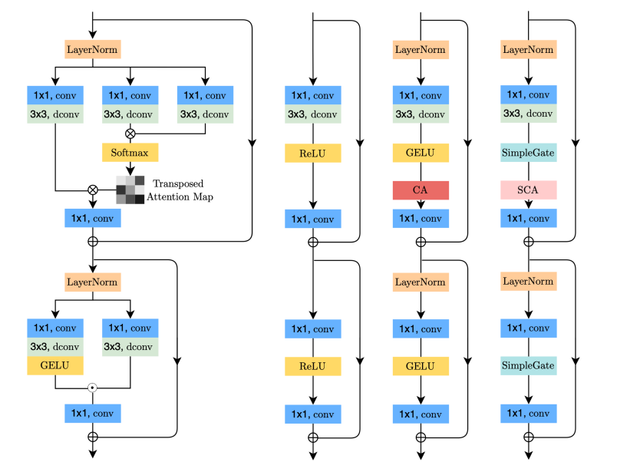 LayerNorm
1x1, conv
3x3, dconv
1x1, conv
3x3, dconv
1x1, conv
3x3, dconv
Softmax
Transposed
Attention Map
1x1, conv
LayerNorm
1x1, conv
3x3, dconv
GELU
1x1, conv
3x3, dconv
1x1, conv
1x1, conv
3x3, dconv
ReLU
1x1, conv
1x1, conv
ReLU
1x1, conv
LayerNorm
1x1, conv
3x3, dconv
GELU
CA
1x1, conv
LayerNorm
1x1, conv
GELU
1x1, conv
LayerNorm
1x1, conv
3x3, dconv
SimpleGate
SCA
1x1, conv
LayerNorm
1x1, conv
SimpleGate
1x1, conv